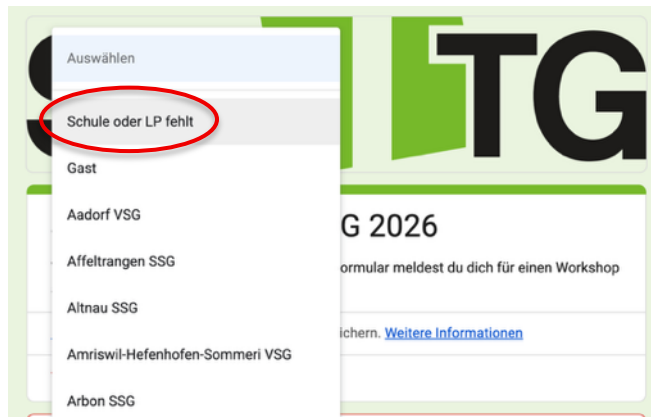 S TG
Auswählen
Schule oder LP fehlt
Gast
Aadorf VSG
G 2026
Affeltrangen SSG
ormular meldest du dich für einen Workshop
Altnau SSG
ichern. Weitere Informationen
Amriswil-Hefenhofen-Sommeri VSG
Arbon SSG